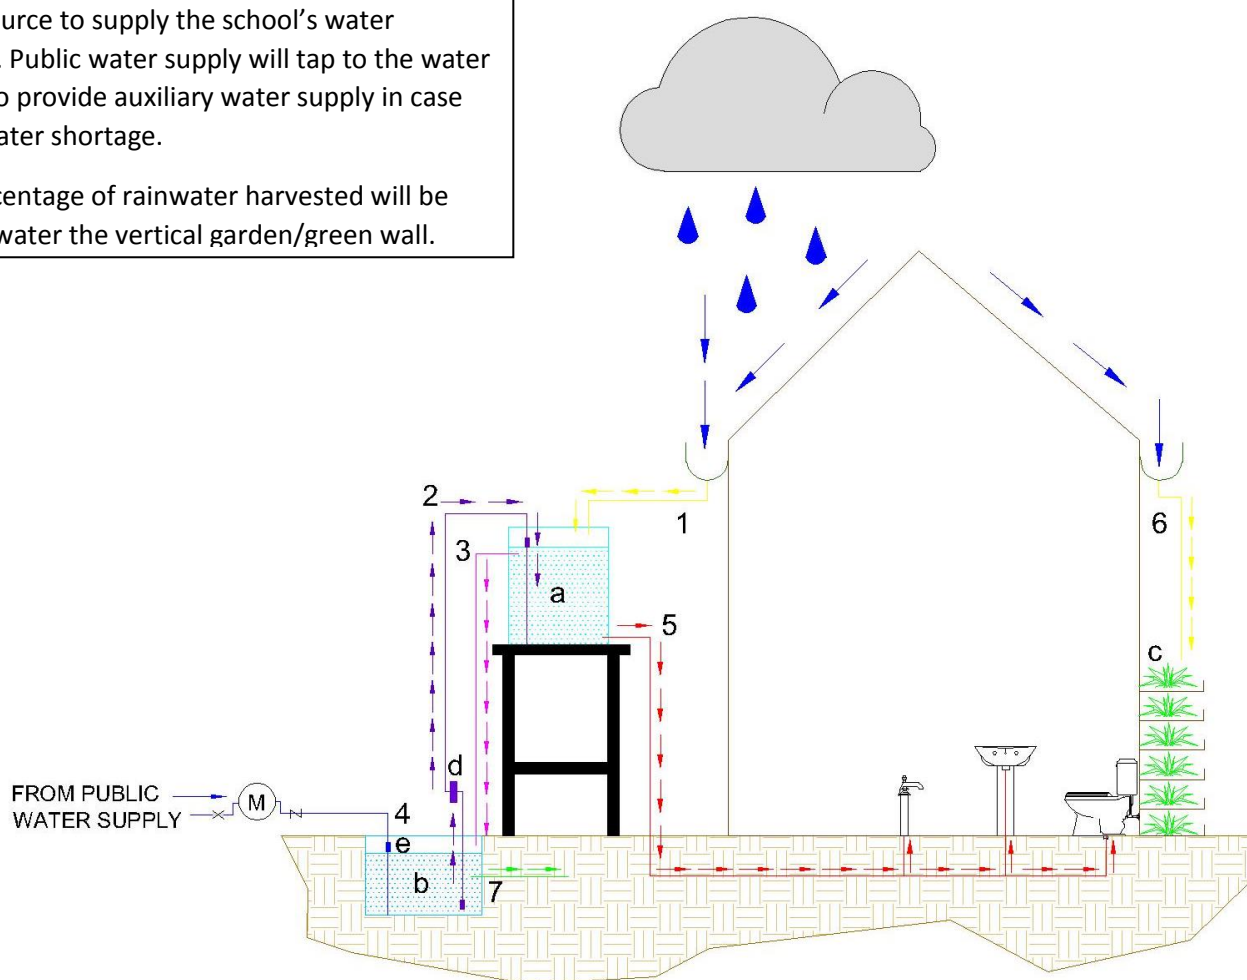 urce to supply the school’s water
. Public water supply will tap to the water
o provide auxiliary water supply in case
ater shortage.
centage of rainwater harvested will be
water the vertical garden/green wall.
2
1
6
3
a
5
c
d
FROM PUBLIC
WATER SUPPLY
M
4
e
b
7